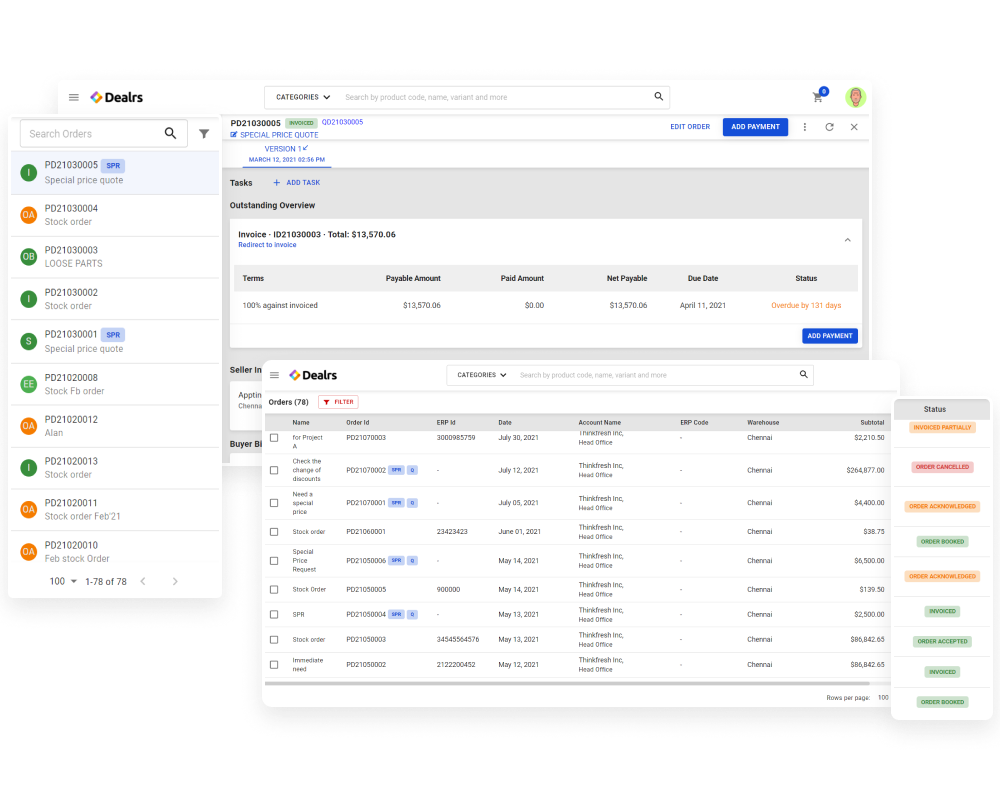 Dealrs
CATEGORIES Search by product code, name, variant and more
0
Search Orders
I PD21030005 SPR
Special price quote
OA PD21030004
Stock order
OB PD21030003
LOOSE PARTS
I PD21030002
Stock order
S PD21030001 SPR
Special price quote
EE PD21020008
Stock Fb order
OA PD21020012
Alan
I PD21020013
Stock order
OA PD21020011
Stock order Feb'21
OA PD21020010
Feb stock Order
100 1-78 of 78
PD21030005 INVOICED QD21030005
SPECIAL PRICE QUOTE
EDIT ORDER ADD PAYMENT
VERSION 1
MARCH 12, 2021 02:56 PM
Tasks + ADD TASK
Outstanding Overview
Invoice · ID21030003 · Total: $13,570.06
Redirect to invoice
Terms Payable Amount Paid Amount Net Payable Due Date Status
100% against invoiced $13,570.06 $0.00 $13,570.06 April 11, 2021 Overdue by 131 days
ADD PAYMENT
Seller In
Apptin
Chenna
Buyer Bi
Dealrs
CATEGORIES Search by product code, name, variant and more
Orders (78) FILTER
Name Order Id ERP Id Date Account Name ERP Code Warehouse Subtotal
for Project A PD21070003 3000985759 July 30, 2021 Thinkfresh Inc, Head Office - Chennai $2,210.50
Check the change of discounts PD21070002 SPR Q - July 12, 2021 Thinkfresh Inc, Head Office - Chennai $264,877.00
Need a special price PD21070001 SPR Q - July 05, 2021 Thinkfresh Inc, Head Office - Chennai $4,400.00
Stock order PD21060001 23423423 June 01, 2021 Thinkfresh Inc, Head Office - Chennai $38.75
Special Price Request PD21050006 SPR Q - May 14, 2021 Thinkfresh Inc, Head Office - Chennai $6,500.00
Stock Order PD21050005 900000 May 14, 2021 Thinkfresh Inc, Head Office - Chennai $139.50
SPR PD21050004 SPR Q - May 13, 2021 Thinkfresh Inc, Head Office - Chennai $2,500.00
Stock order PD21050003 34545564576 May 13, 2021 Thinkfresh Inc, Head Office - Chennai $86,842.65
Immediate need PD21050002 2122200452 May 12, 2021 Thinkfresh Inc, Head Office - Chennai $86,842.65
Rows per page: 100
Status
INVOICED PARTIALLY
ORDER CANCELLED
ORDER ACKNOWLEDGED
ORDER BOOKED
ORDER ACKNOWLEDGED
INVOICED
ORDER ACCEPTED
INVOICED
ORDER BOOKED